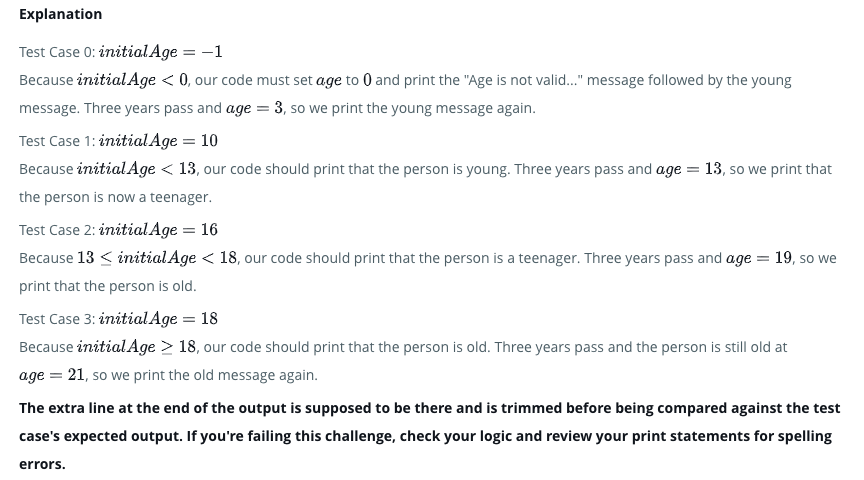 Explanation
Test Case 0: initialAge = −1
Because initialAge < 0, our code must set age to 0 and print the "Age is not valid..." message followed by the young
message. Three years pass and age = 3, so we print the young message again.
Test Case 1: initialAge = 10
Because initialAge < 13, our code should print that the person is young. Three years pass and age = 13, so we print that
the person is now a teenager.
Test Case 2: initialAge = 16
Because 13 ≤ initialAge < 18, our code should print that the person is a teenager. Three years pass and age = 19, so we
print that the person is old.
Test Case 3: initialAge = 18
Because initialAge ≥ 18, our code should print that the person is old. Three years pass and the person is still old at
age = 21, so we print the old message again.
The extra line at the end of the output is supposed to be there and is trimmed before being compared against the test
case's expected output. If you're failing this challenge, check your logic and review your print statements for spelling
errors.